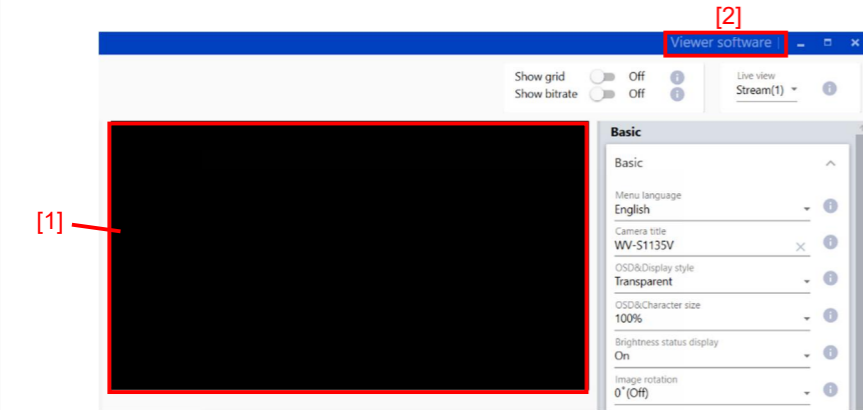 [2]
Viewer software
Show grid Off
Live view
Show bitrate Off
Stream(1)
Basic
Basic
Menu language
English
[1]
Camera title
WV-S1135V
OSD&Display style
Transparent
OSD&Character size
100%
Brightness status display
On
Image rotation
0°(Off)